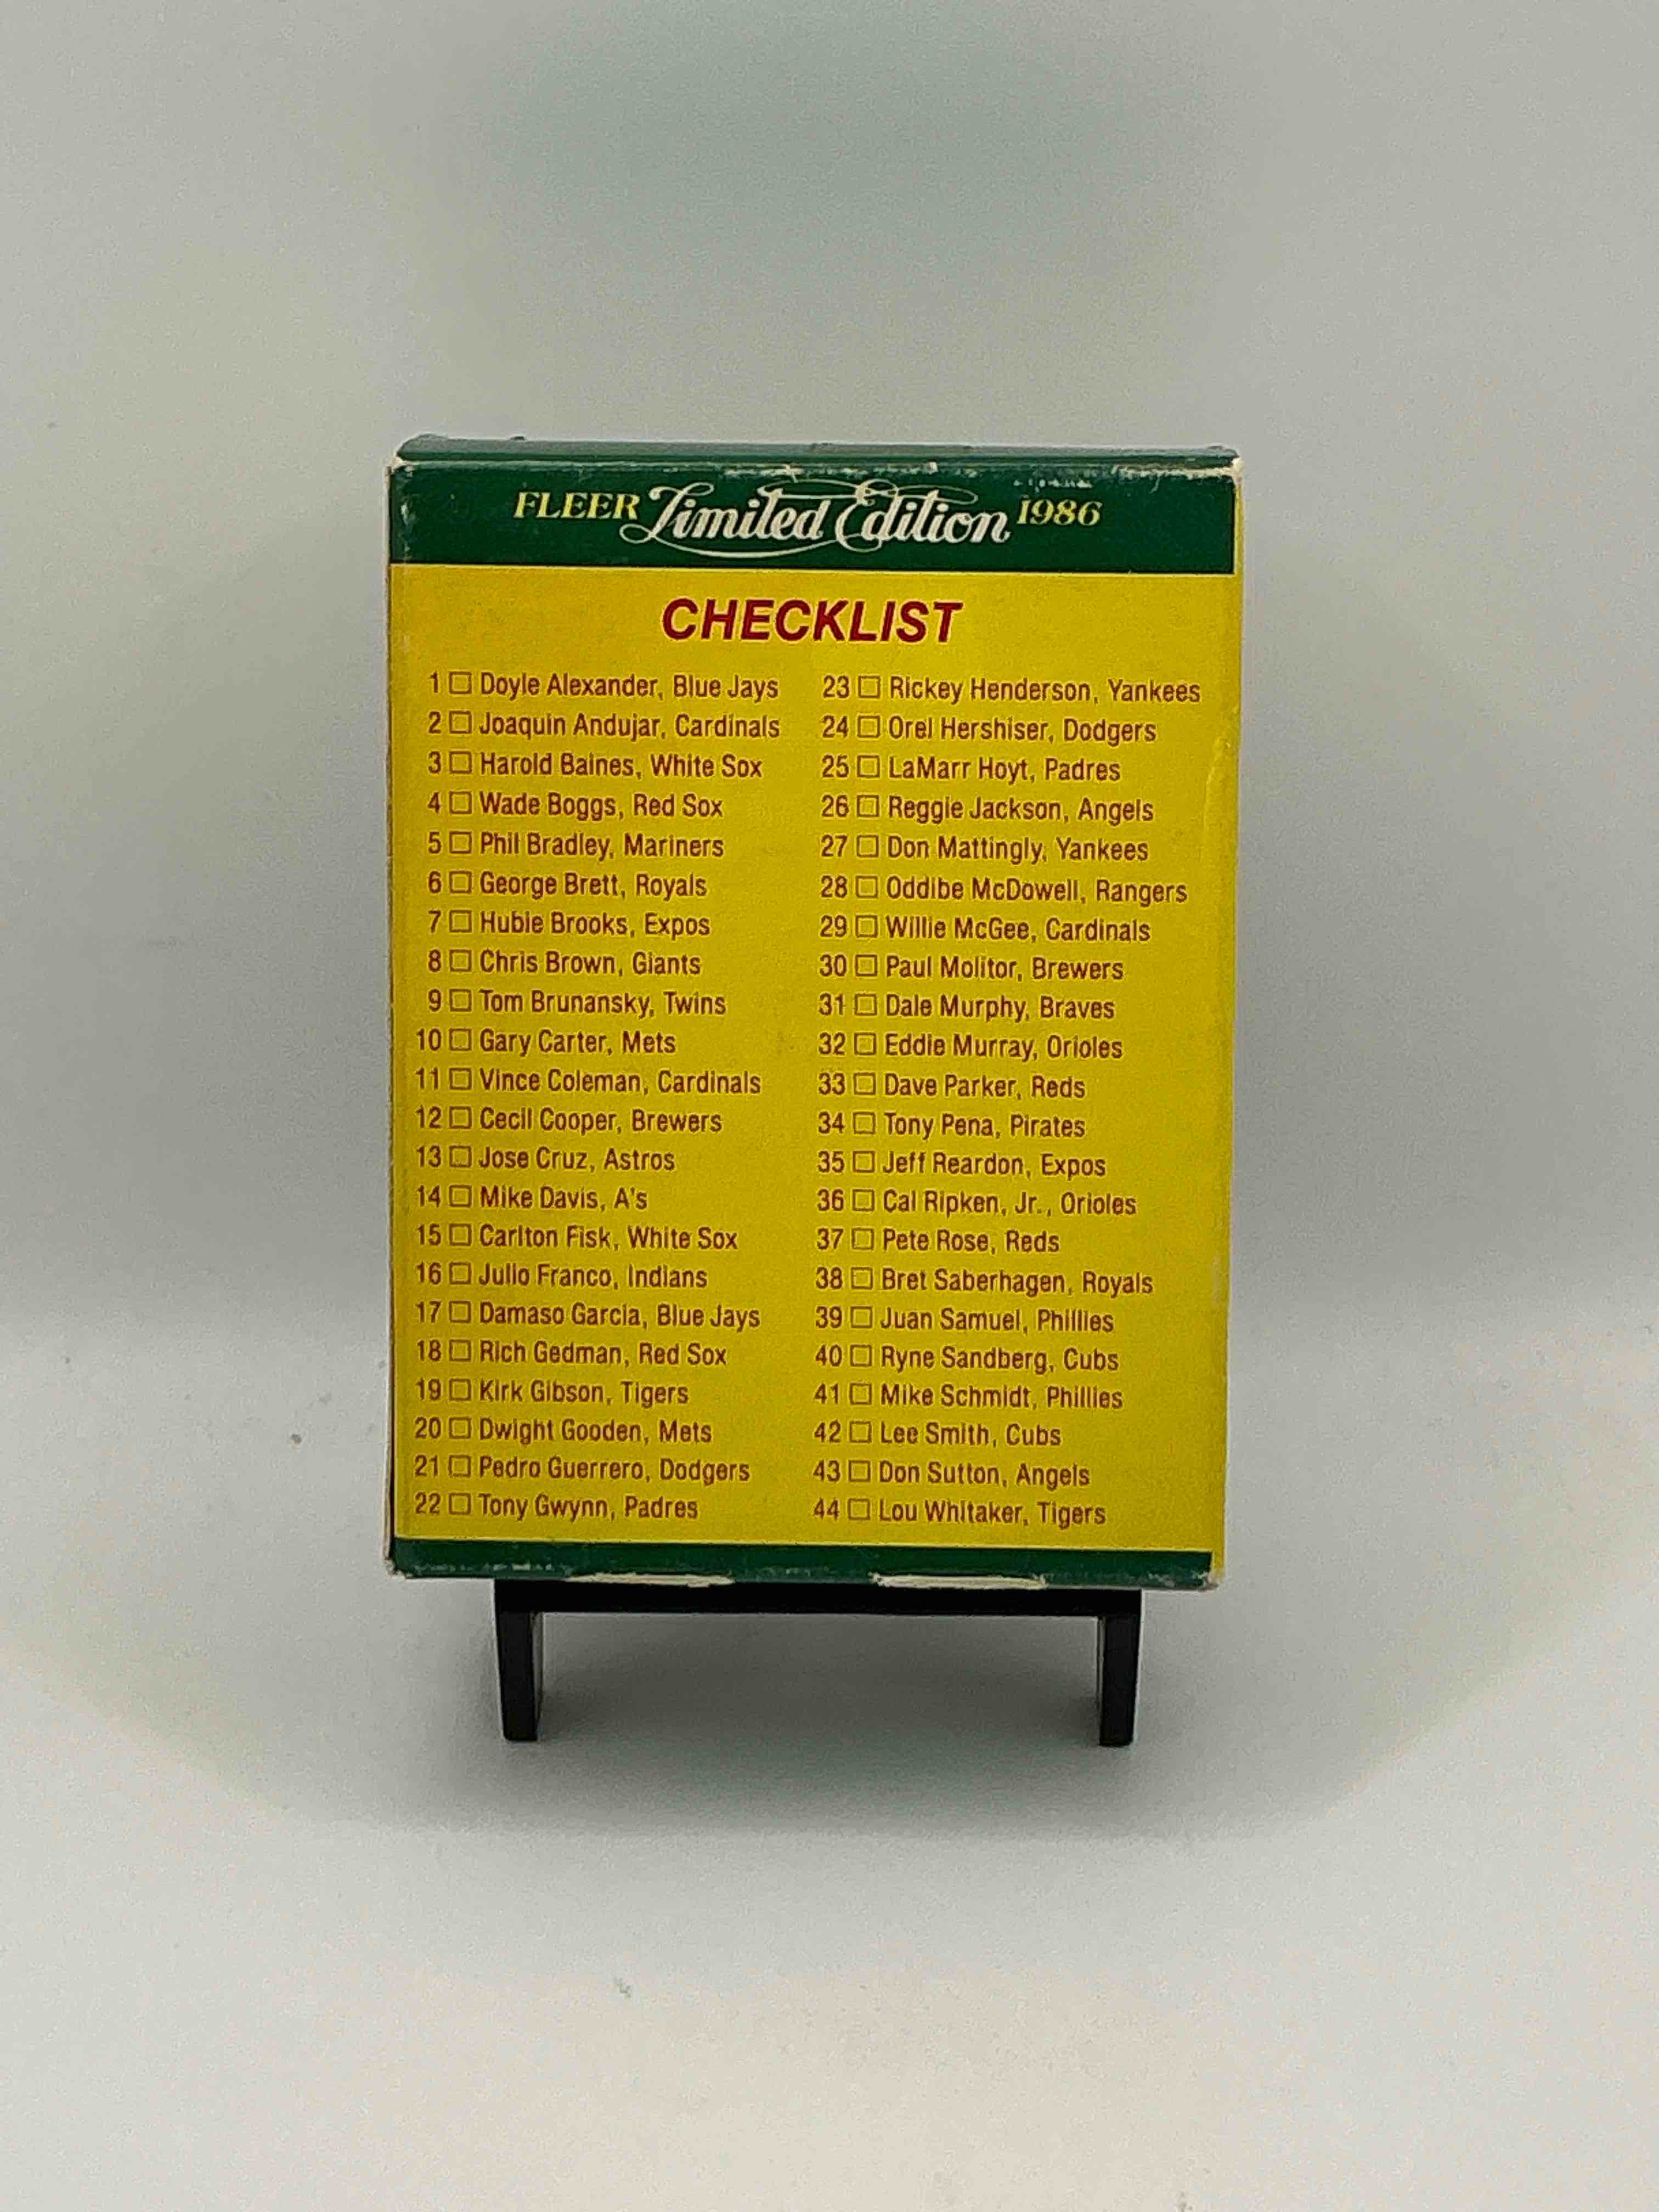 FLEER Limited Edition 1986
CHECKLIST
1 □ Doyle Alexander, Blue Jays
2 □ Joaquin Andujar, Cardinals
3 □ Harold Baines, White Sox
4 □ Wade Boggs, Red Sox
5 □ Phil Bradley, Mariners
6 □ George Brett, Royals
7 □ Hubie Brooks, Expos
8 □ Chris Brown, Giants
9 □ Tom Brunansky, Twins
10 □ Gary Carter, Mets
11 □ Vince Coleman, Cardinals
12 □ Cecil Cooper, Brewers
13 □ Jose Cruz, Astros
14 □ Mike Davis, A's
15 □ Carlton Fisk, White Sox
16 □ Julio Franco, Indians
17 □ Damaso Garcia, Blue Jays
18 □ Rich Gedman, Red Sox
19 □ Kirk Gibson, Tigers
20 □ Dwight Gooden, Mets
21 □ Pedro Guerrero, Dodgers
22 □ Tony Gwynn, Padres
23 □ Rickey Henderson, Yankees
24 □ Orel Hershiser, Dodgers
25 □ LaMarr Hoyt, Padres
26 □ Reggie Jackson, Angels
27 □ Don Mattingly, Yankees
28 □ Oddibe McDowell, Rangers
29 □ Willie McGee, Cardinals
30 □ Paul Molitor, Brewers
31 □ Dale Murphy, Braves
32 □ Eddie Murray, Orioles
33 □ Dave Parker, Reds
34 □ Tony Pena, Pirates
35 □ Jeff Reardon, Expos
36 □ Cal Ripken, Jr., Orioles
37 □ Pete Rose, Reds
38 □ Bret Saberhagen, Royals
39 □ Juan Samuel, Phillies
40 □ Ryne Sandberg, Cubs
41 □ Mike Schmidt, Phillies
42 □ Lee Smith, Cubs
43 □ Don Sutton, Angels
44 □ Lou Whitaker, Tigers